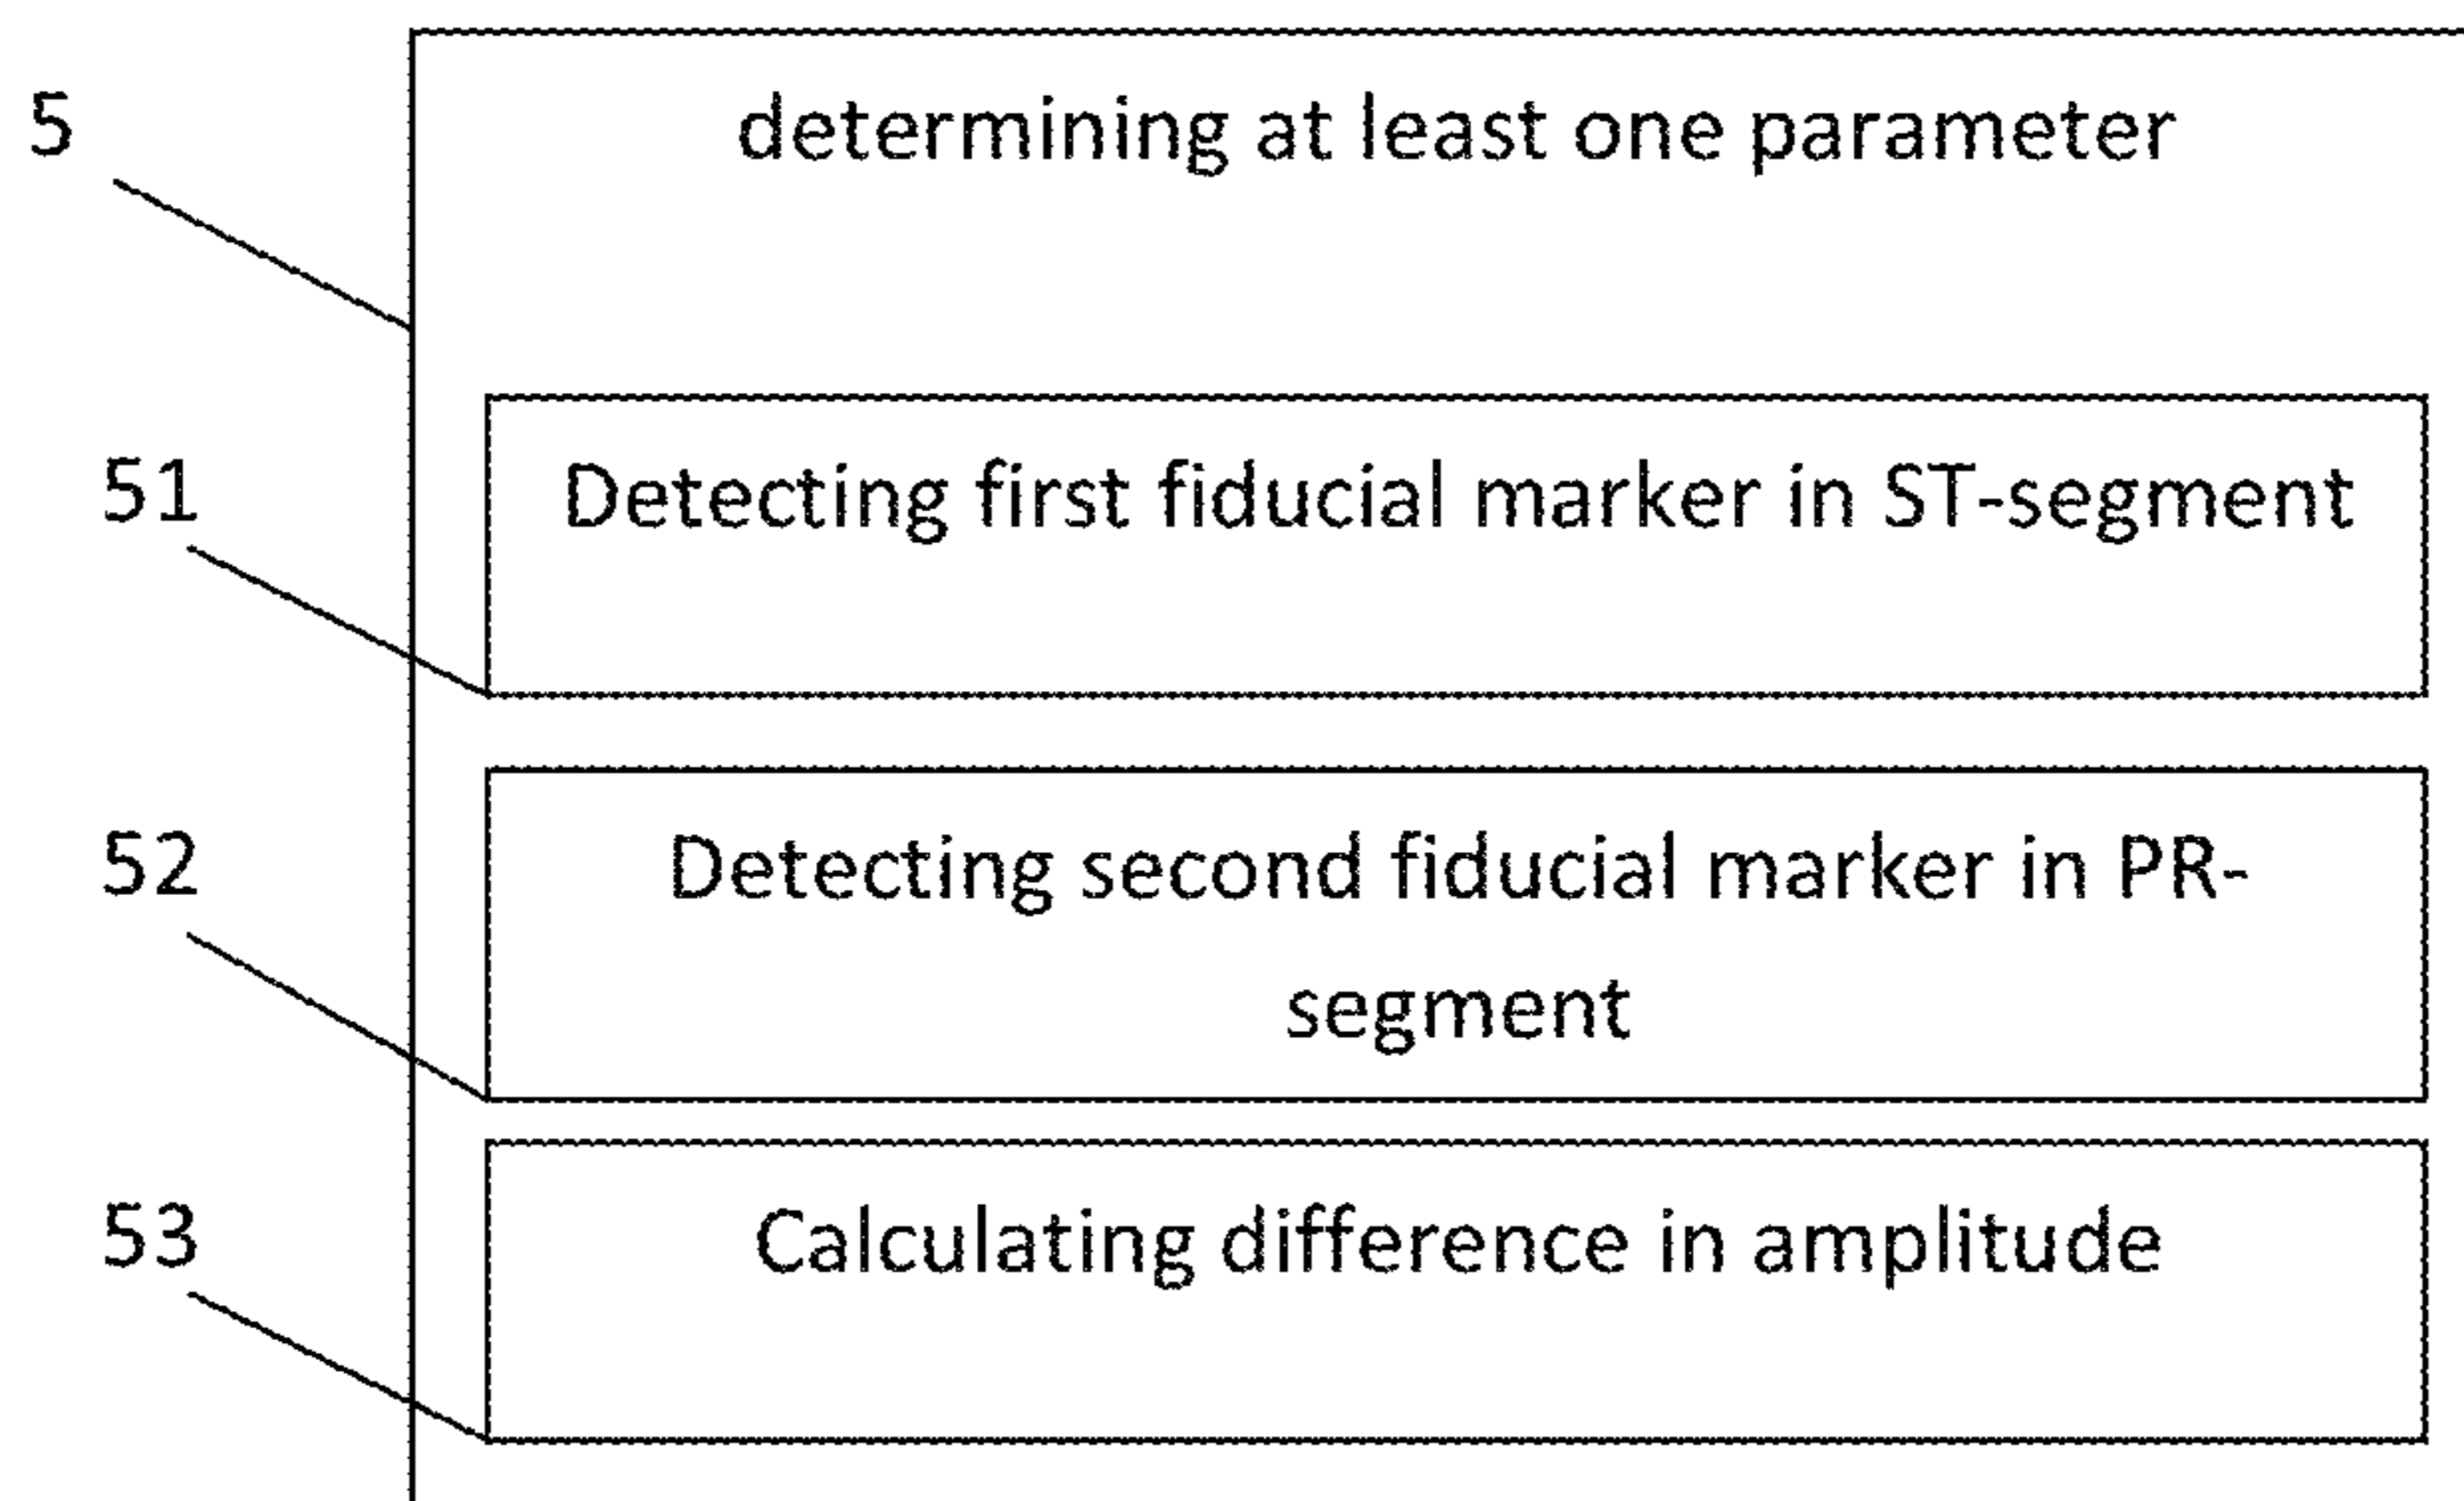 5
determining at least one parameter
51
Detecting first fiducial marker in ST-segment
52
Detecting second fiducial marker in PR-
segment
53
Calculating difference in amplitude